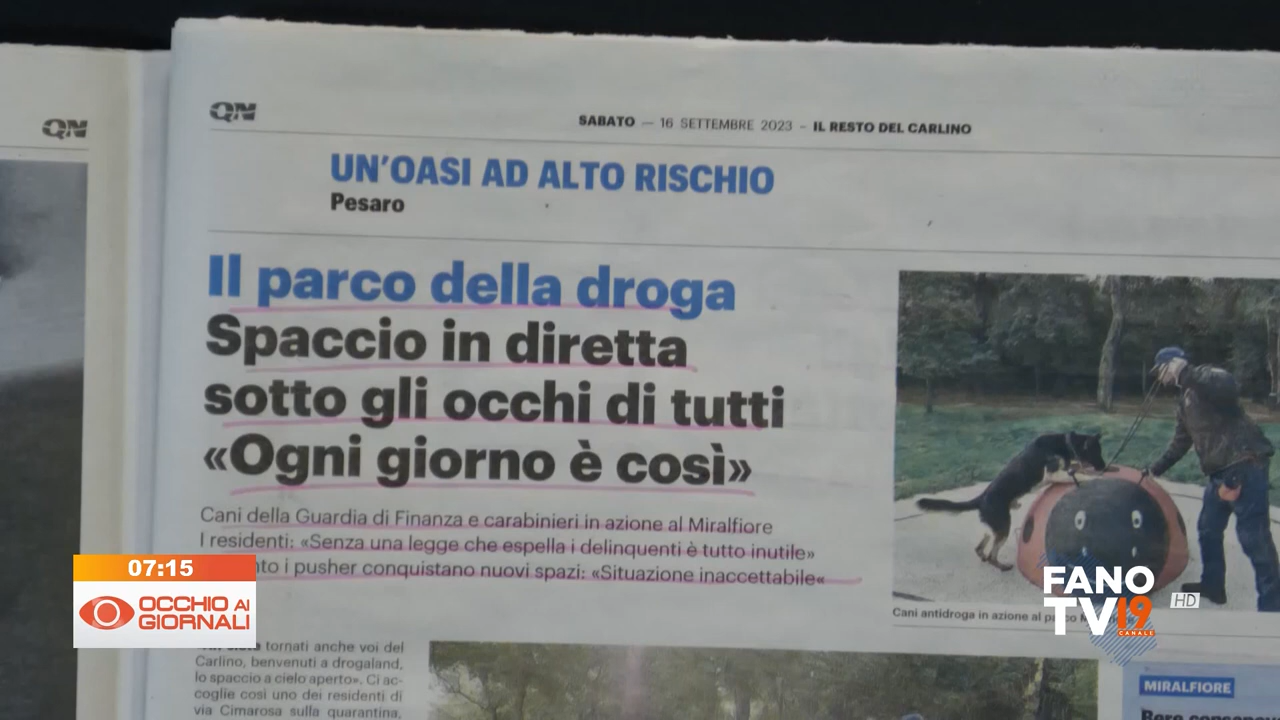 QN
QN
SABATO — 16 SETTEMBRE 2023 – IL RESTO DEL CARLINO
UN'OASI AD ALTO RISCHIO
Pesaro
Il parco della droga
Spaccio in diretta
sotto gli occhi di tutti
«Ogni giorno è così»
Cani della Guardia di Finanza e carabinieri in azione al Miralfiore
I residenti: «Senza una legge che espella i delinquenti è tutto inutile»
i pusher conquistano nuovi spazi: «Situazione inaccettabile«
Cani antidroga in azione al
tornati anche voi del
Carlino, benvenuti a drogaland,
lo spaccio a cielo aperto». Ci ac-
coglie così uno dei residenti di
via Cimarosa sulla quarantina,
MIRALFIORE
07:15
OCCHIO AI
GIORNALI
FANO
TV19
CANALE
HD